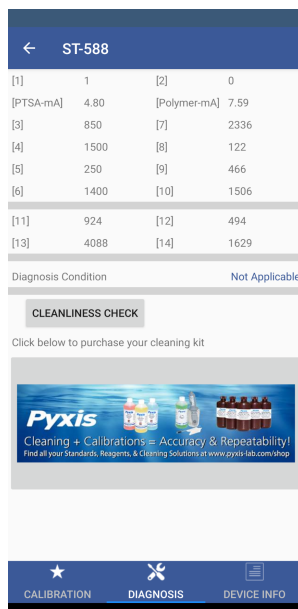 ST-588
[1] 1 [2] 0
[PTSA-mA] 4.80 [Polymer-mA] 7.59
[3] 850 [7] 2336
[4] 1500 [8] 122
[5] 250 [9] 466
[6] 1400 [10] 1506
[11] 924 [12] 494
[13] 4088 [14] 1629
Diagnosis Condition Not Applicable
CLEANLINESS CHECK
Click below to purchase your cleaning kit
Pyxis
Cleaning + Calibrations = Accuracy & Repeatability!
Find all your Standards, Reagents, & Cleaning Solutions at www.pyxis-lab.com/shop
CALIBRATION DIAGNOSIS DEVICE INFO